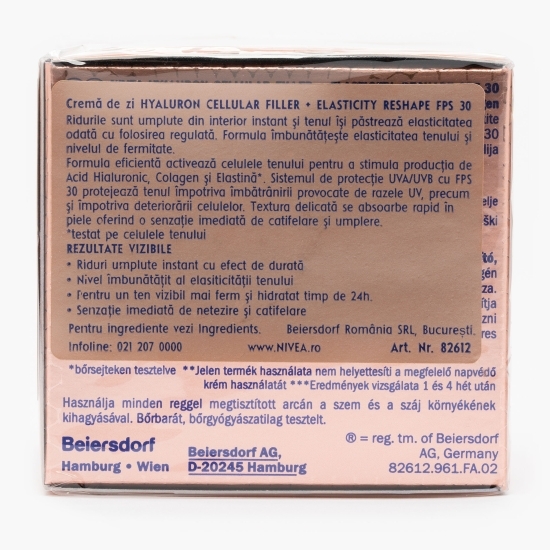 Cremă de zi HYALURON CELLULAR FILLER + ELASTICITY RESHAPE FPS 30
Ridurile sunt umplute din interior instant și tenul își păstrează elasticitatea
odată cu folosirea regulată. Formula îmbunătățește elasticitatea tenului și
nivelul de fermitate.
Formula eficientă activează celulele tenului pentru a stimula producția de
Acid Hialuronic, Colagen și Elastină*. Sistemul de protecție UVA/UVB cu FPS
30 protejează tenul împotriva îmbătrânirii provocate de razele UV, precum
și împotriva deteriorării celulelor. Textura delicată se absoarbe rapid în
piele oferind o senzație imediată de catifelare și umplere.
*testat pe celulele tenului
REZULTATE VIZIBILE
• Riduri umplute instant cu efect de durată
• Nivel îmbunătățit al elasiticității tenului
• Pentru un ten vizibil mai ferm și hidratat timp de 24h.
• Senzație imediată de netezire și catifelare
Pentru ingrediente vezi Ingredients. Beiersdorf România SRL, București.
Infoline: 021 207 0000 www.NIVEA.ro Art. Nr. 82612
30
30
*bőrsejteken tesztelve **Jelen termék használata nem helyettesíti a megfelelő napvédő
krém használatát ***Eredmények vizsgálata 1 és 4 hét után
Használja minden reggel megtisztított arcán a szem és a száj környékének
kihagyásával. Bőrbarát, bőrgyógyászatilag tesztelt.
Beiersdorf
Hamburg • Wien
Beiersdorf AG,
D-20245 Hamburg
® = reg. tm. of Beiersdorf
AG, Germany
82612.961.FA.02